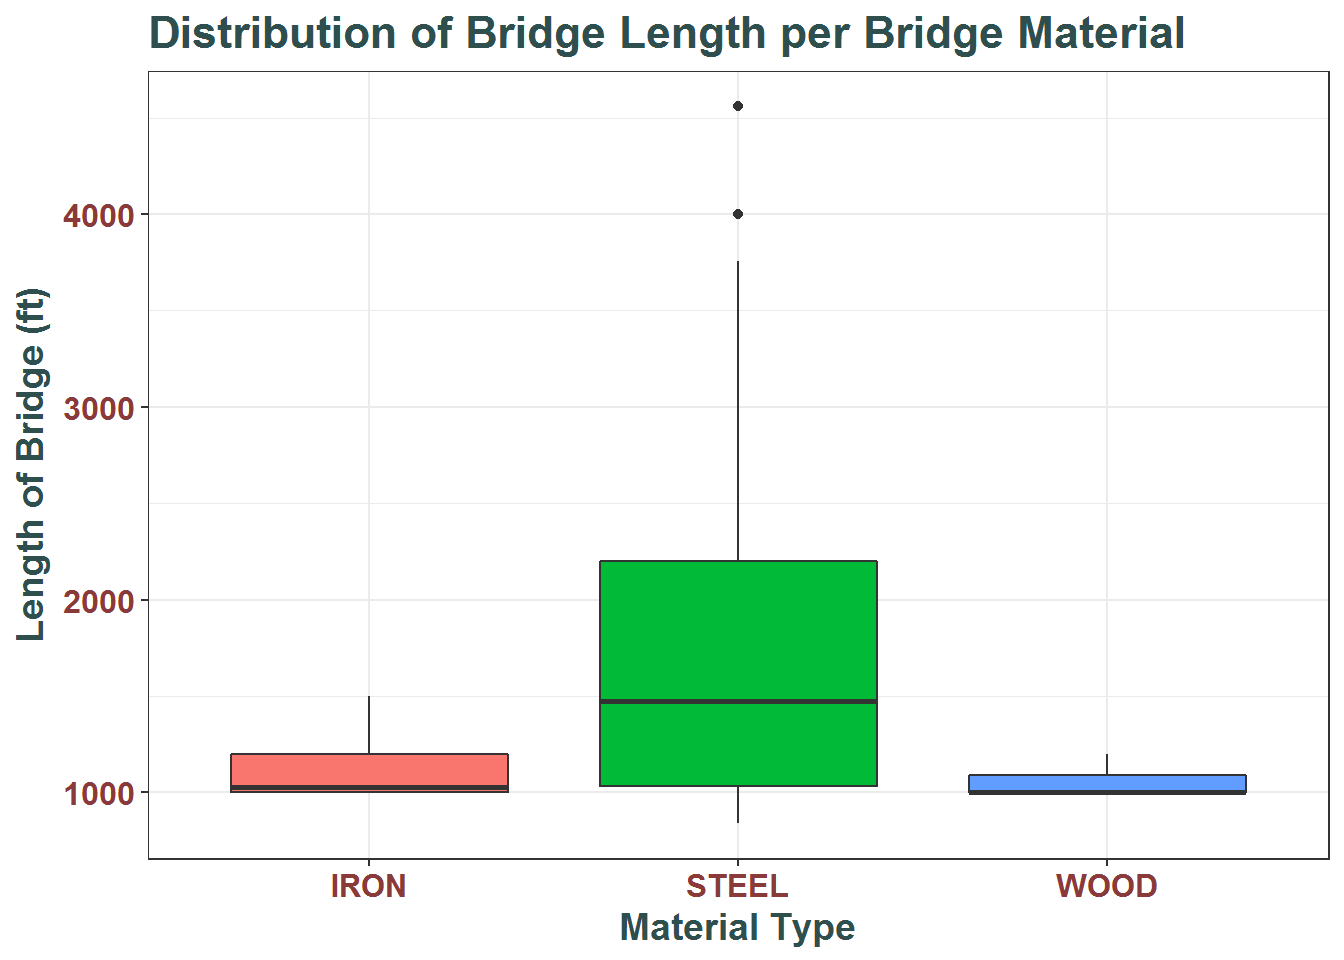 Distribution of Bridge Length per Bridge Material
Length of Bridge (ft)
4000
3000
2000
1000
IRON STEEL WOOD
Material Type